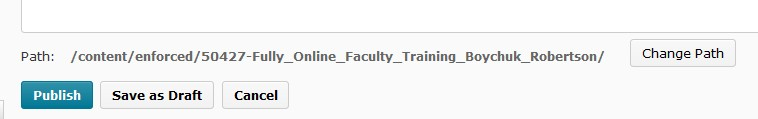 Path: /content/enforced/50427-Fully_Online_Faculty_Training_Boychuk_Robertson/ Change Path
Publish Save as Draft Cancel